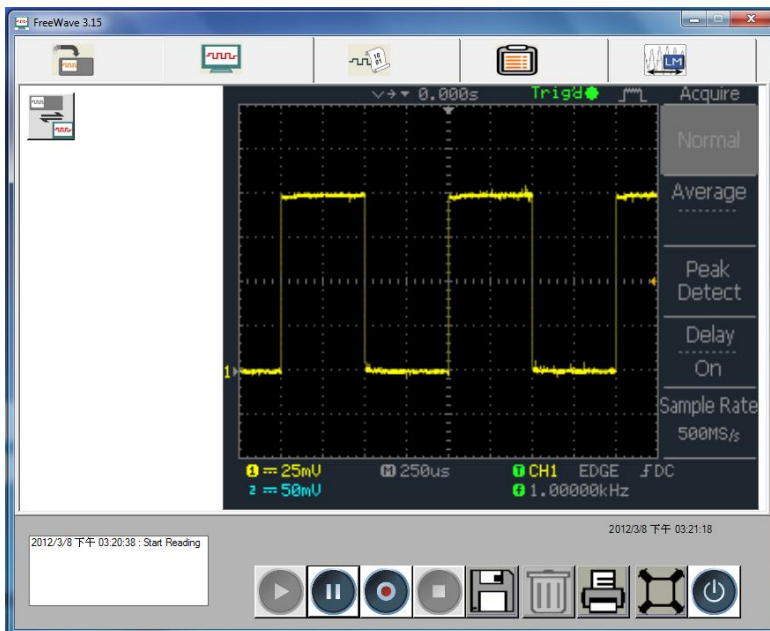 FreeWave 3.15
LM
0.000s Trig'd Acquire
Normal
Average
Peak
Detect
Delay
On
Sample Rate
500MS/s
1
1 25mV M 250us T CH1 EDGE DC
2 50mV f 1.00000kHz
2012/3/8 下午 03:21:18
2012/3/8 下午 03:20:38 : Start Reading